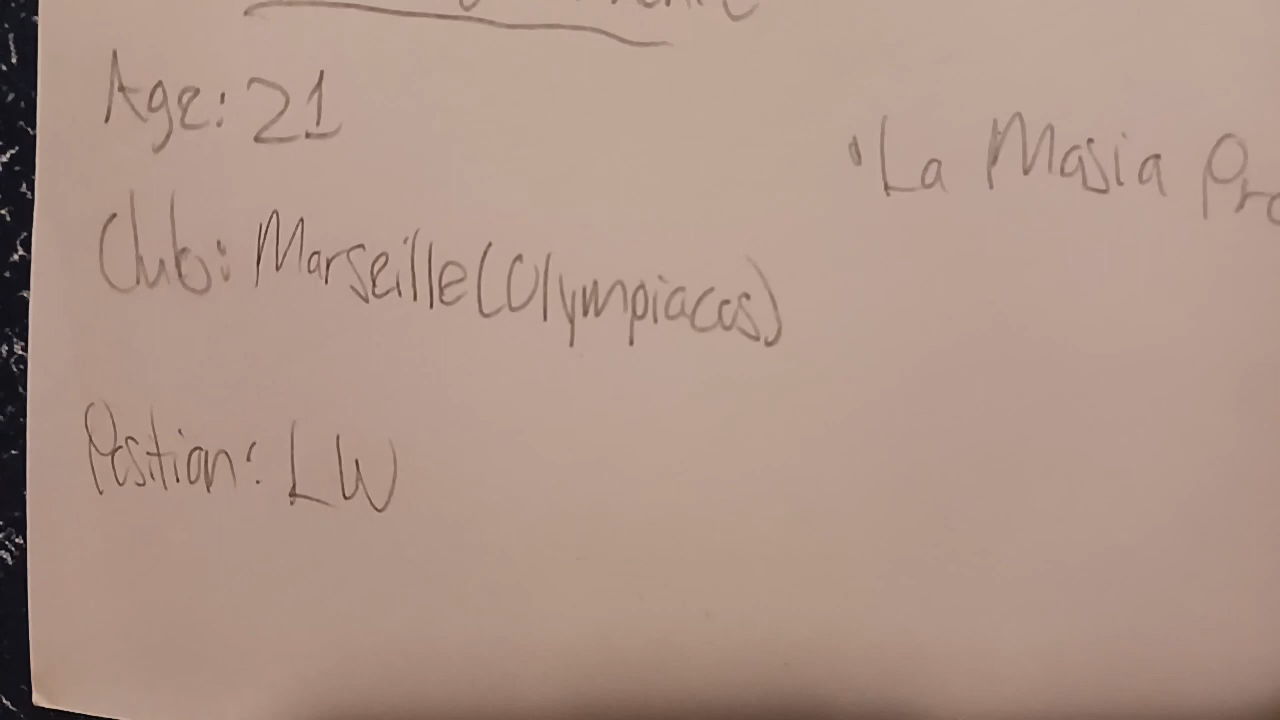 Age: 21
• La Masia
Club: Marseille (Olympiacos)
Position: LW